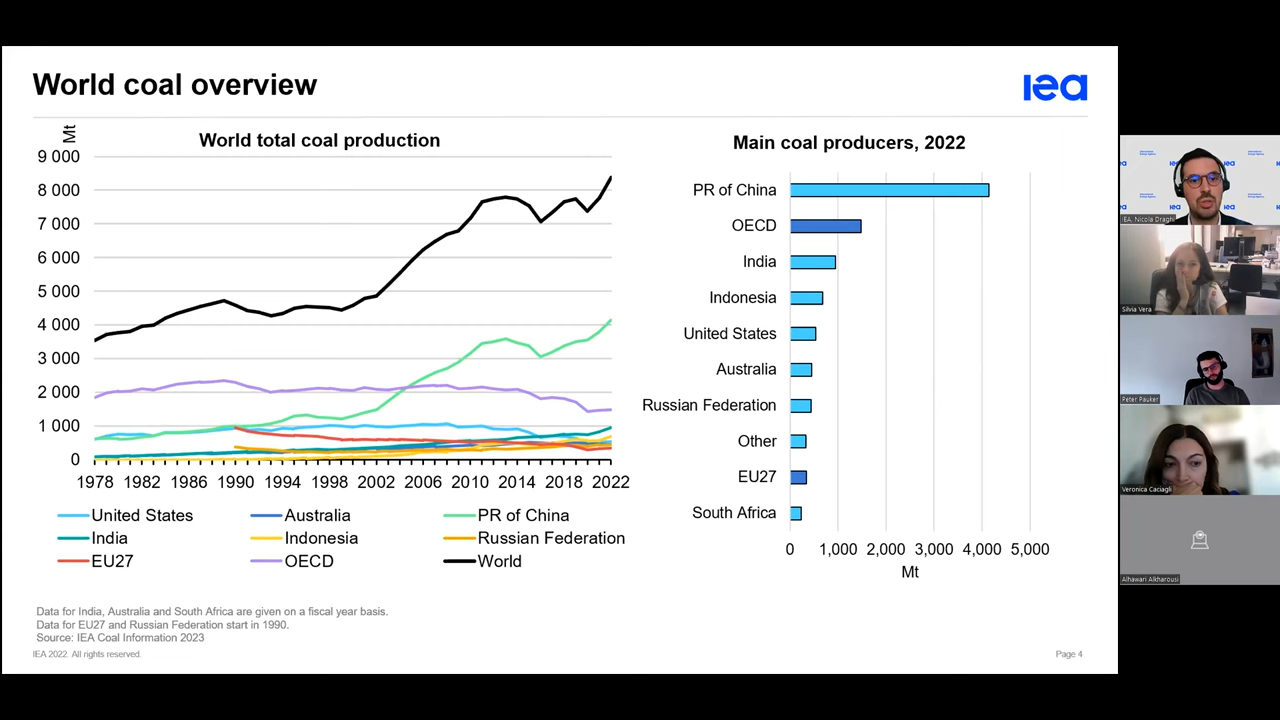 World coal overview
iea
World total coal production
Mt
9 000
8 000
7 000
6 000
5 000
4 000
3 000
2 000
1 000
0
1978 1982 1986 1990 1994 1998 2002 2006 2010 2014 2018 2022
United States Australia PR of China
India Indonesia Russian Federation
EU27 OECD World
Main coal producers, 2022
PR of China
OECD
India
Indonesia
United States
Australia
Russian Federation
Other
EU27
South Africa
0 1,000 2,000 3,000 4,000 5,000
Mt
Data for India, Australia and South Africa are given on a fiscal year basis.
Data for EU27 and Russian Federation start in 1990.
Source: IEA Coal Information 2023
IEA 2022. All rights reserved.
Page 4
IEA, Nicola Draghi
Silvia Vera
Peter Pauker
Veronica Caciagli
Alhawari Alkharousi